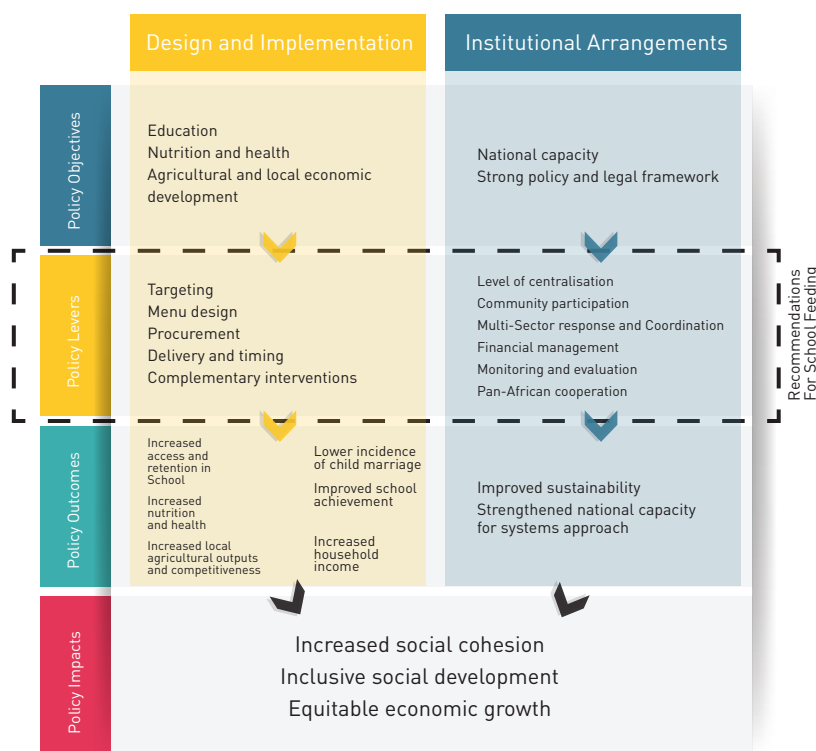 Design and Implementation
Institutional Arrangements
Policy Objectives
Education
Nutrition and health
Agricultural and local economic
development
National capacity
Strong policy and legal framework
Policy Levers
Targeting
Menu design
Procurement
Delivery and timing
Complementary interventions
Level of centralisation
Community participation
Multi-Sector response and Coordination
Financial management
Monitoring and evaluation
Pan-African cooperation
Recommendations
For School Feeding
Policy Outcomes
Increased
access and
retention in
School
Increased
nutrition
and health
Increased local
agricultural outputs
and competitiveness
Lower incidence
of child marriage
Improved school
achievement
Increased
household
income
Improved sustainability
Strengthened national capacity
for systems approach
Policy Impacts
Increased social cohesion
Inclusive social development
Equitable economic growth